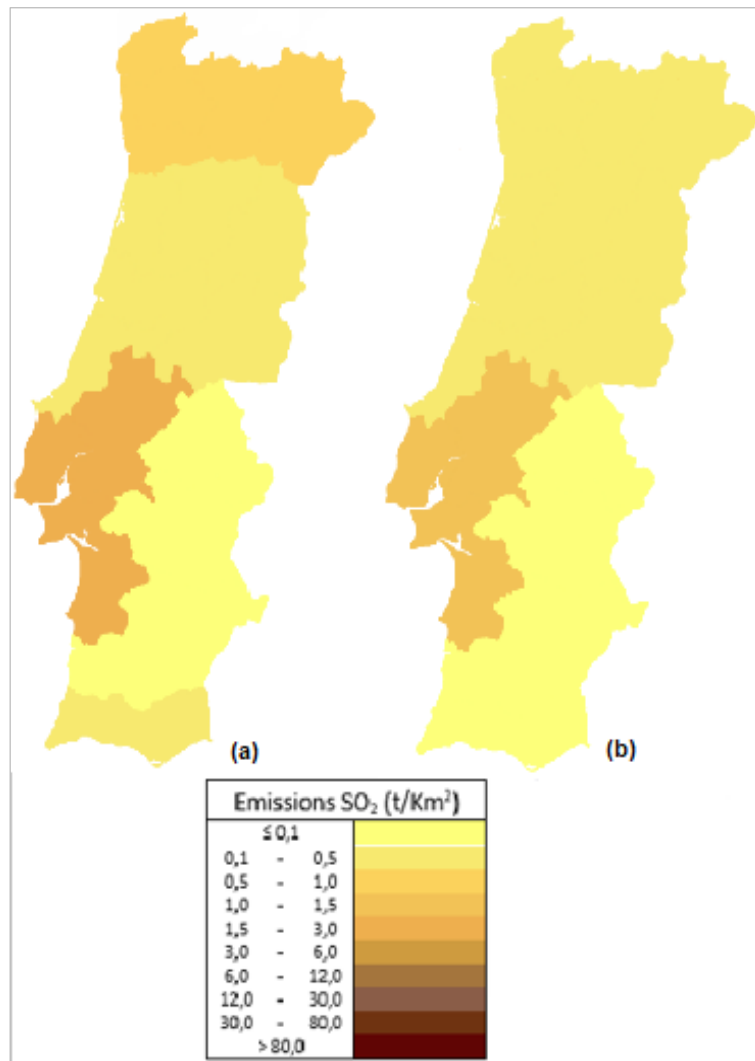 (a) (b)
Emissions SO₂ (t/Km²)
≤ 0,1
0,1 - 0,5
0,5 - 1,0
1,0 - 1,5
1,5 - 3,0
3,0 - 6,0
6,0 - 12,0
12,0 - 30,0
30,0 - 80,0
> 80,0